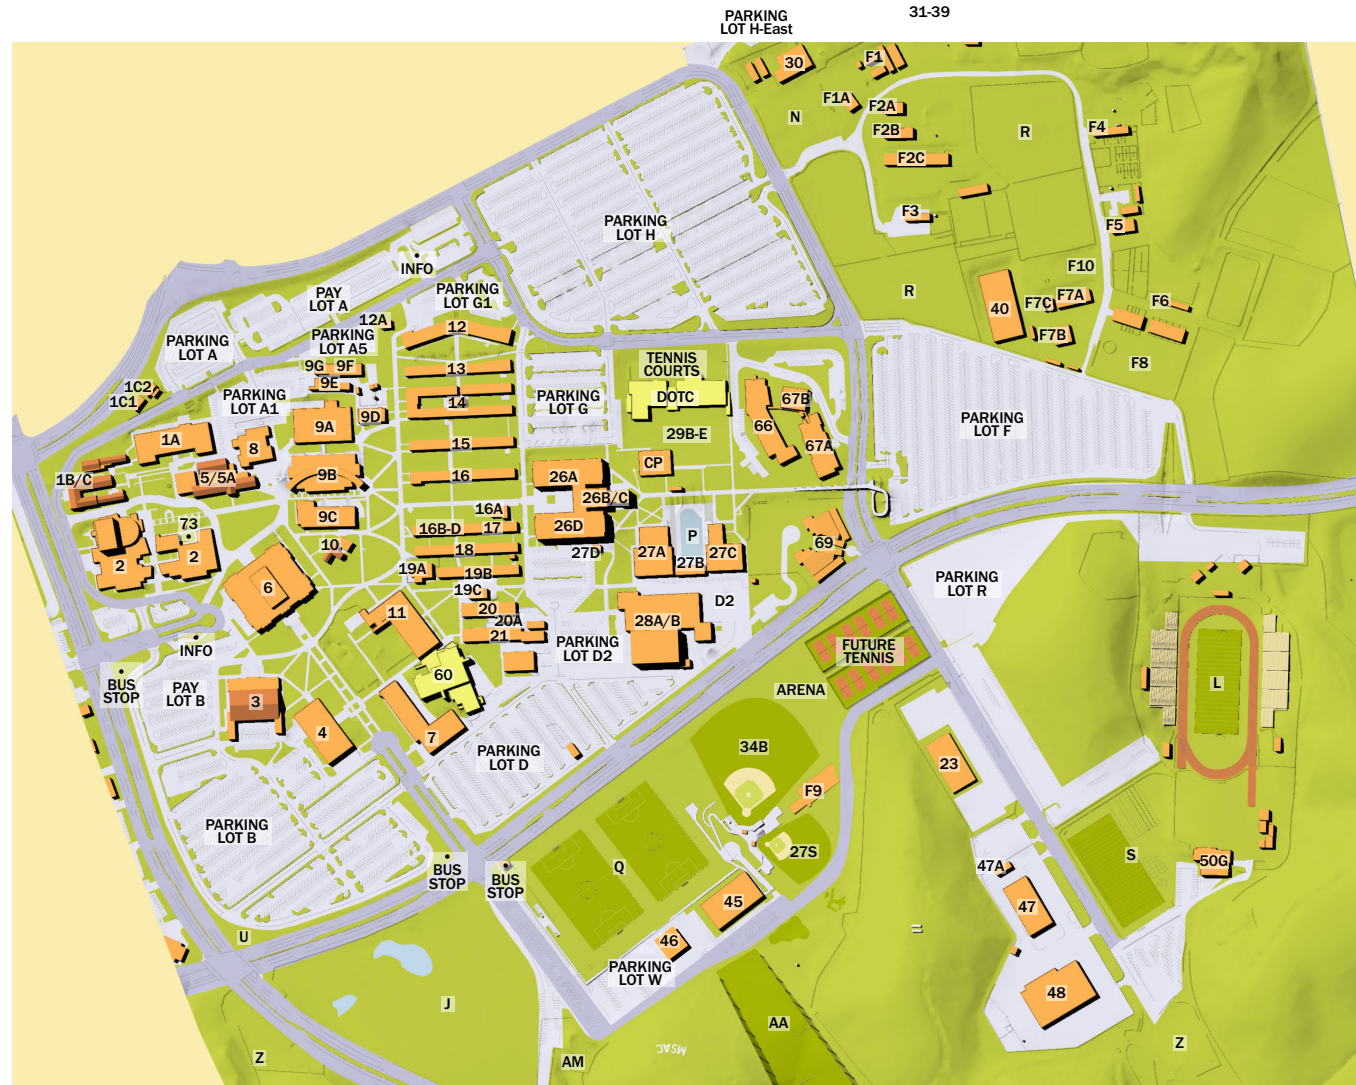 PARKING
LOT H-East
31-39
30
F1
F1A
F2A
N
F2B
R
F4
F2C
F3
PARKING
LOT H
F5
INFO
F10
PARKING
LOT G1
PAY
LOT A
R
F7C
F7A
F6
40
12A
12
PARKING
LOT A5
PARKING
LOT A
F7B
TENNIS
COURTS
F8
9G
9F
13
9E
1C2
1C1
PARKING
LOT A1
14
PARKING
LOT G
DOTC
67B
9D
9A
66
PARKING
LOT F
1A
8
15
29B-E
67A
CP
1B/C
5/5A
9B
16
26A
26B/C
16A
9C
73
16B-D
17
26D
P
10
18
27D
27A
27B
27C
69
2
2
19A
19B
6
19C
PARKING
LOT R
11
20
D2
20A
28A/B
21
INFO
PARKING
LOT D2
FUTURE
TENNIS
60
BUS
STOP
PAY
LOT B
ARENA
L
3
4
7
34B
PARKING
LOT D
23
F9
PARKING
LOT B
27S
S
Q
BUS
STOP
BUS
STOP
47A
50G
45
47
U
46
H
PARKING
LOT W
48
J
AA
Z
MSAC
AM
Z